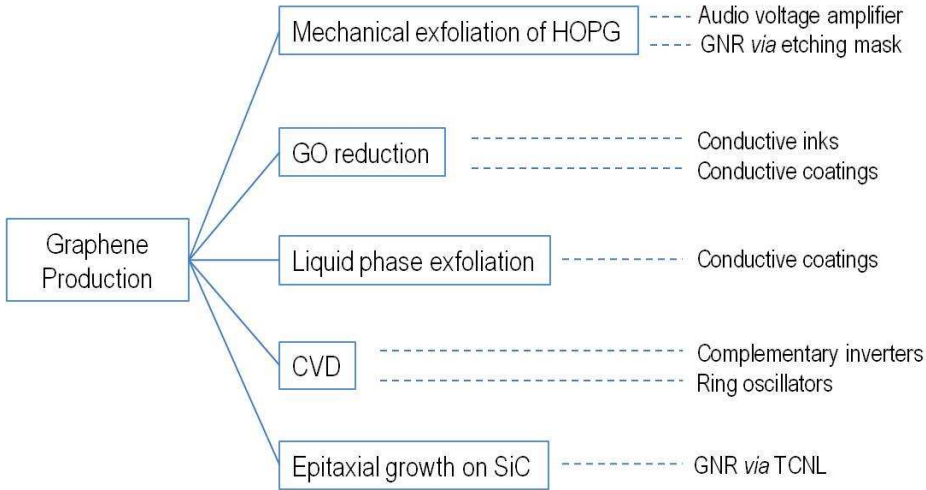 Graphene
Production
Mechanical exfoliation of HOPG
Audio voltage amplifier
GNR via etching mask
GO reduction
Conductive inks
Conductive coatings
Liquid phase exfoliation
Conductive coatings
CVD
Complementary inverters
Ring oscillators
Epitaxial growth on SiC
GNR via TCNL